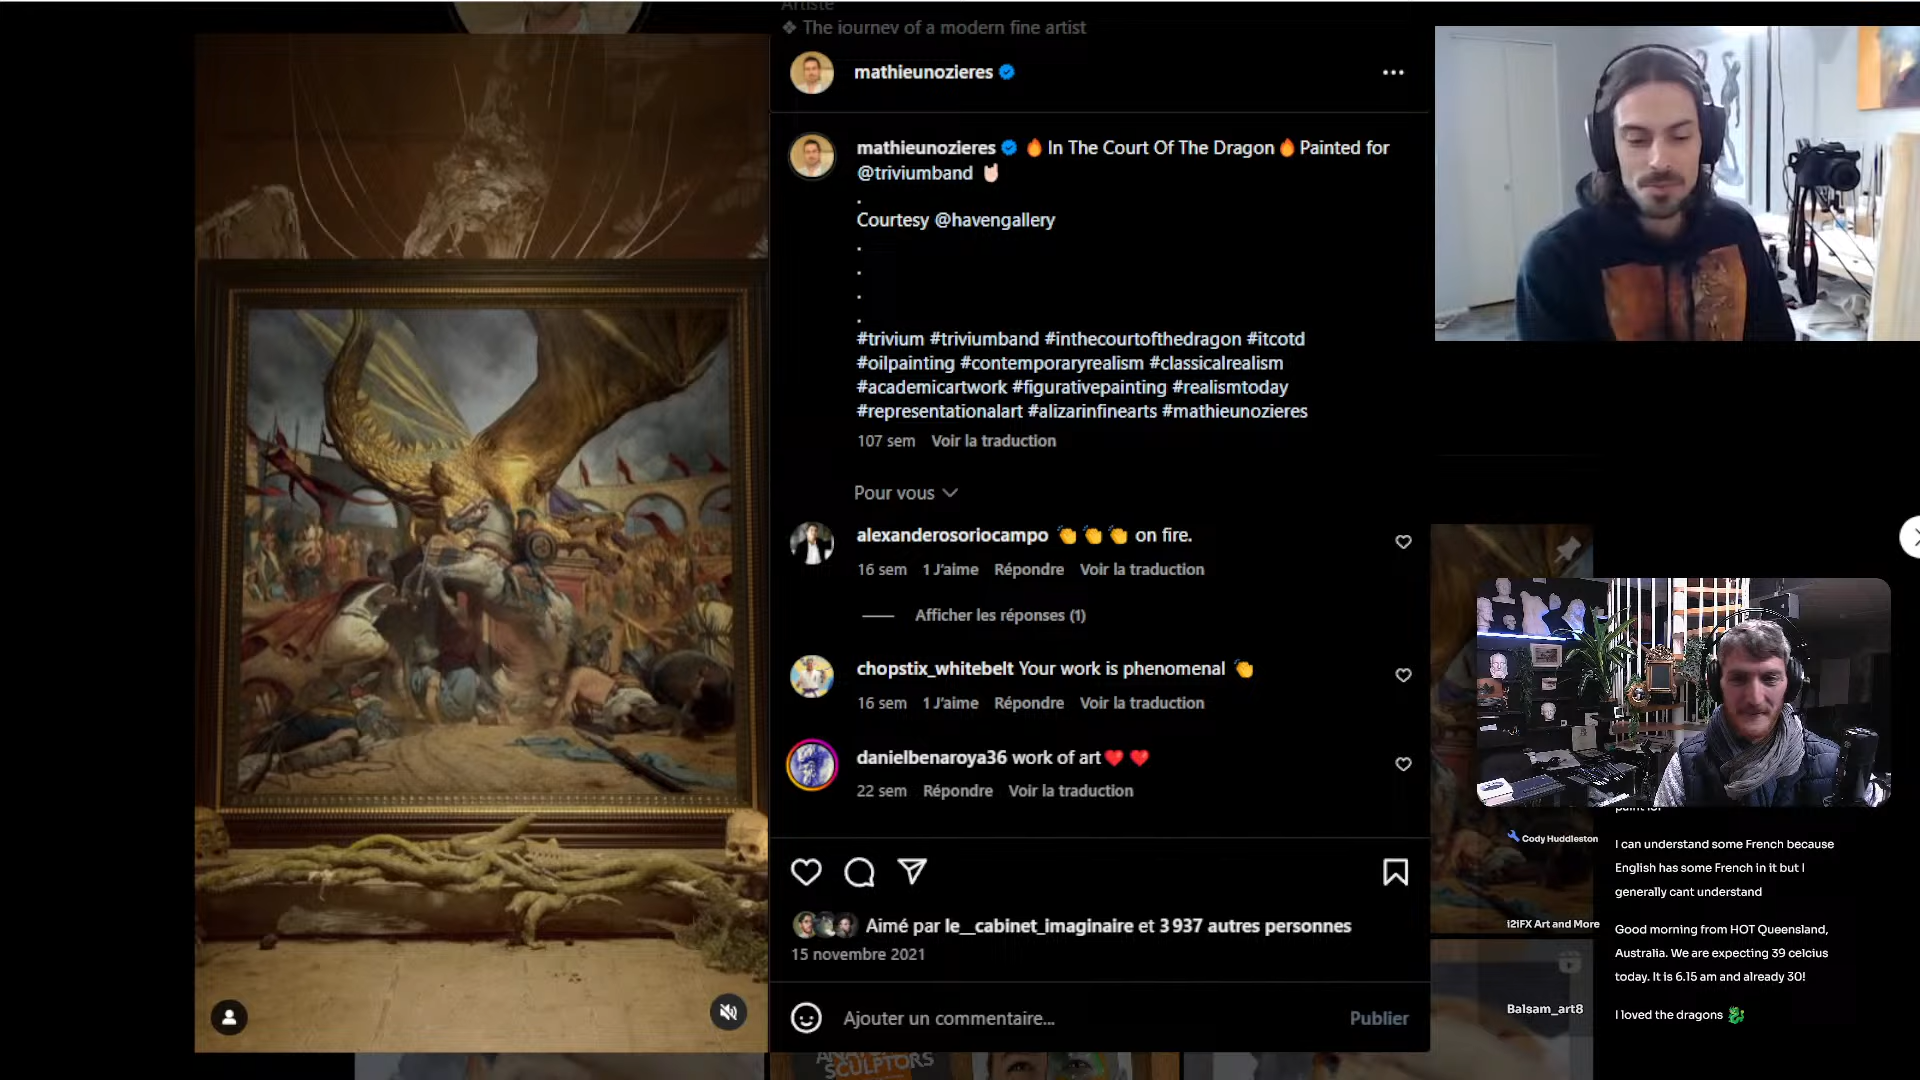 Artiste
❖ The journey of a modern fine artist
mathieunozieres
mathieunozieres 🔥 In The Court Of The Dragon🔥Painted for
@triviumband 🤘🏻
.
Courtesy @havengallery
.
.
.
.
#trivium #triviumband #inthecourtofthedragon #itcotd
#oilpainting #contemporaryrealism #classicalrealism
#academicartwork #figurativepainting #realismtoday
#representationalart #alizarinfinearts #mathieunozieres
107 sem Voir la traduction
Pour vous
alexanderosoriocampo 👏👏👏 on fire.
16 sem 1 J'aime Répondre Voir la traduction
Afficher les réponses (1)
chopstix_whitebelt Your work is phenomenal 👏
16 sem 1 J'aime Répondre Voir la traduction
danielbenaroya36 work of art❤️❤️
22 sem Répondre Voir la traduction
Aimé par le__cabinet_imaginaire et 3 937 autres personnes
15 novembre 2021
Ajouter un commentaire... Publier
SCULPTORS
Cody Huddleston
I can understand some French because
English has some French in it but I
generally cant understand
i2iFX Art and More
Good morning from HOT Queensland,
Australia. We are expecting 39 celcius
today. It is 6.15 am and already 30!
Balsam_art8
I loved the dragons 🐉